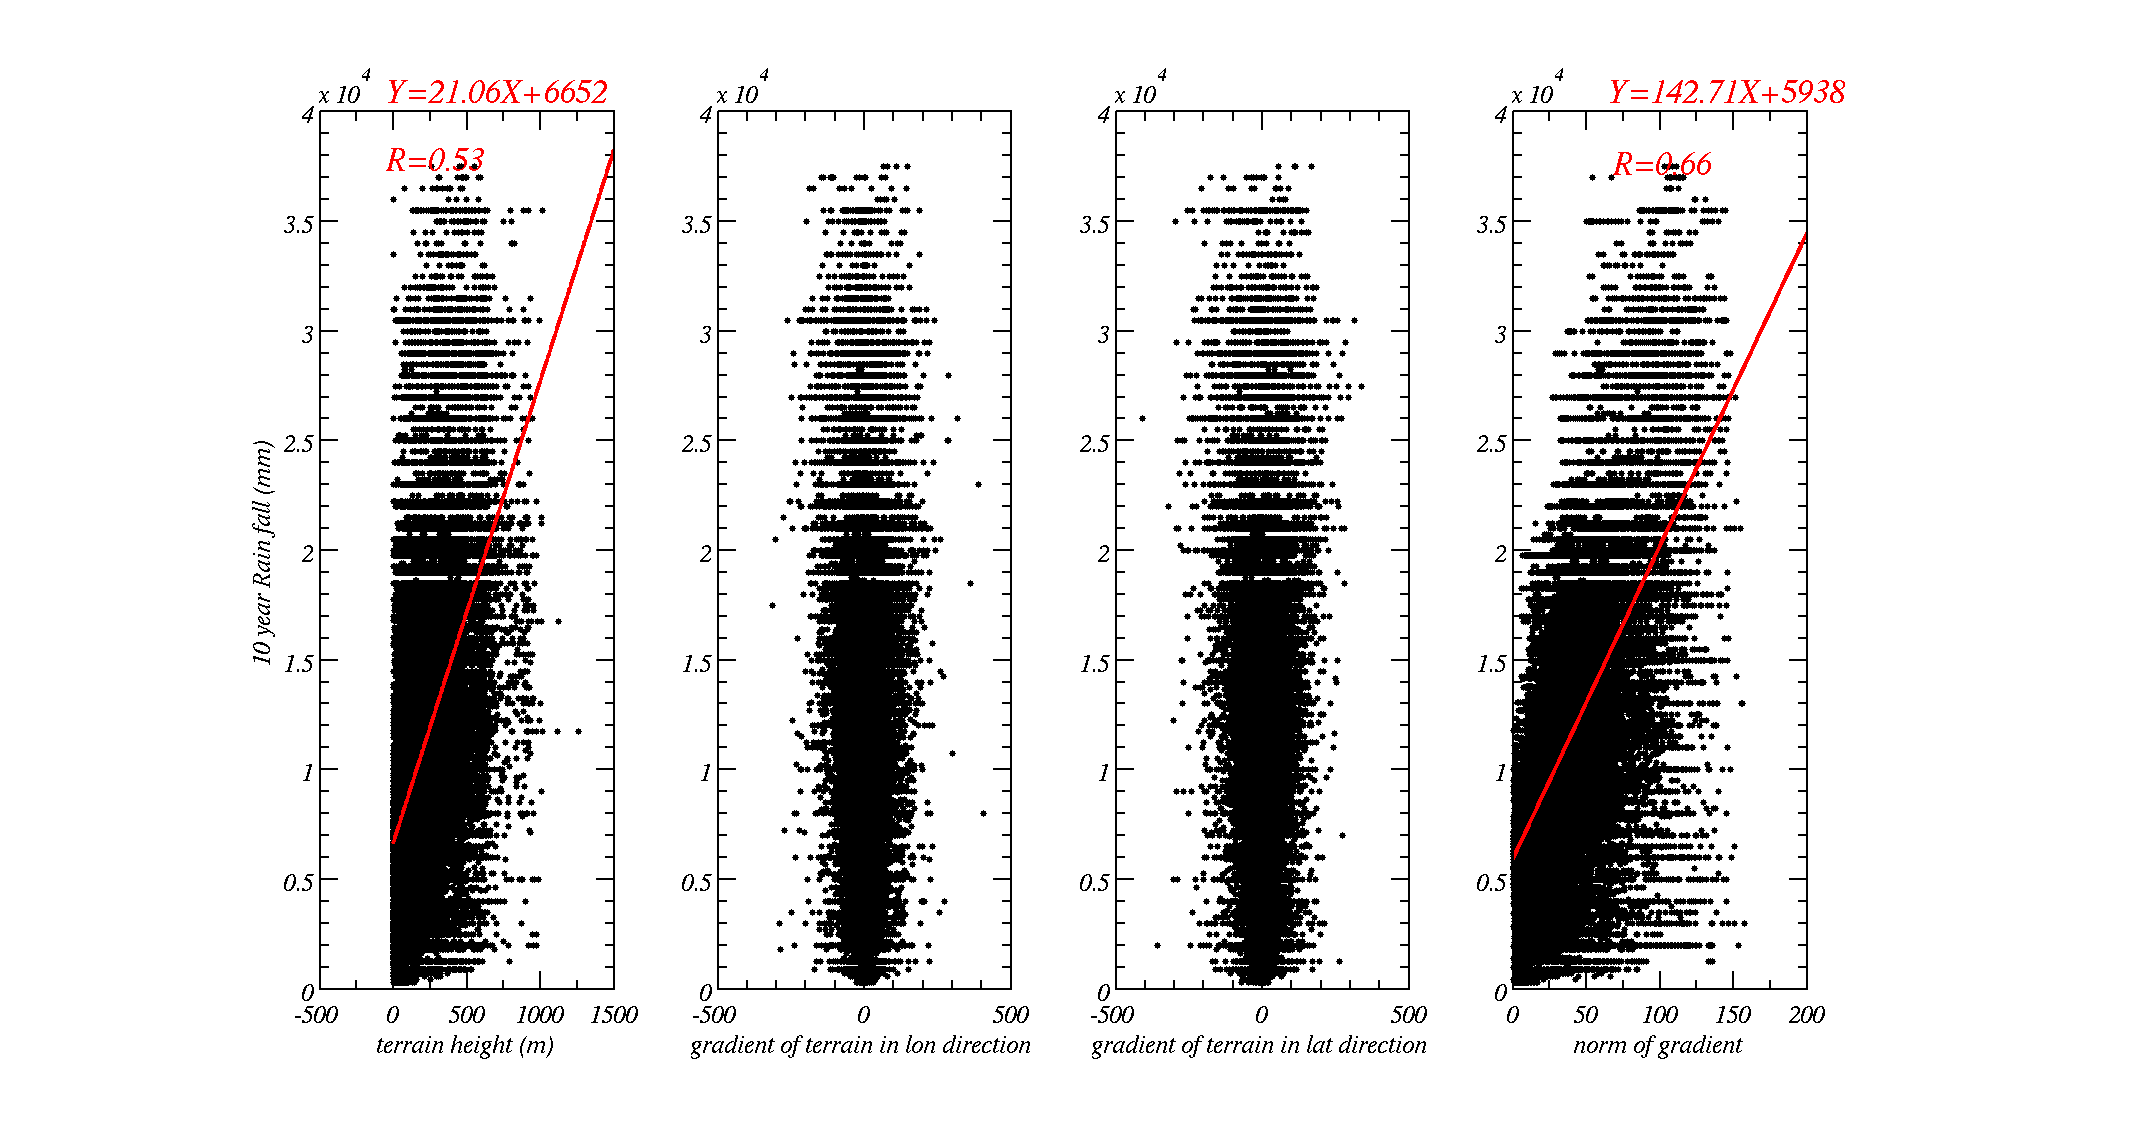 x 10 4
Y=21.06X+6652
x 10 4
x 10 4
x 10 4
Y=142.71X+5938
R=0.53
R=0.66
10 year Rain fall (mm)
4
3.5
3
2.5
2
1.5
1
0.5
0
-500 0 500 1000 1500
terrain height (m)
4
3.5
3
2.5
2
1.5
1
0.5
0
-500 0 500
gradient of terrain in lon direction
4
3.5
3
2.5
2
1.5
1
0.5
0
-500 0 500
gradient of terrain in lat direction
4
3.5
3
2.5
2
1.5
1
0.5
0
0 50 100 150 200
norm of gradient